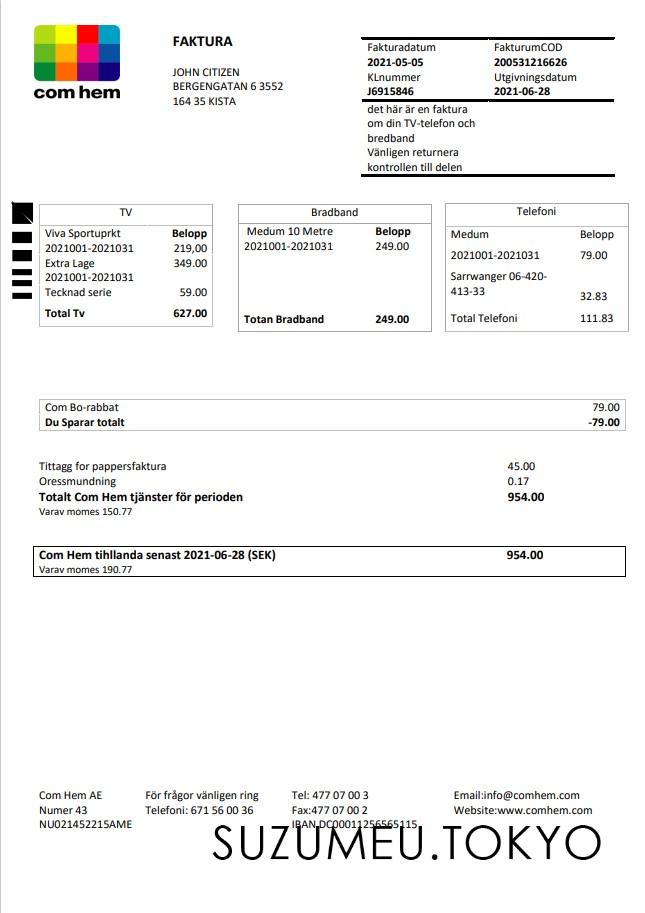 com hem
FAKTURA
JOHN CITIZEN
BERGENGATAN 6 3552
164 35 KISTA
Fakturadatum FakturumCOD
2021-05-05 200531216626
KLnummer Utgivningsdatum
J6915846 2021-06-28
det här är en faktura
om din TV-telefon och
bredband
Vänligen returnera
kontrollen till delen
TV
Viva Sportuprkt Belopp
2021001-2021031 219,00
Extra Lage 349.00
2021001-2021031
Tecknad serie 59.00
Total Tv 627.00
Bradband
Medum 10 Metre Belopp
2021001-2021031 249.00
Totan Bradband 249.00
Telefoni
Medum Belopp
2021001-2021031 79.00
Sarrwanger 06-420-
413-33 32.83
Total Telefoni 111.83
Com Bo-rabbat 79.00
Du Sparar totalt -79.00
Tittagg for pappersfaktura 45.00
Oressmundning 0.17
Totalt Com Hem tjänster för perioden 954.00
Varav momes 150.77
Com Hem tihllanda senast 2021-06-28 (SEK) 954.00
Varav momes 190.77
Com Hem AE För frågor vänligen ring Tel: 477 07 00 3 Email:info@comhem.com
Numer 43 Telefoni: 671 56 00 36 Fax:477 07 00 2 Website:www.comhem.com
NU021452215AME IBAN.DC00011256565115
SUZUMEU.TOKYO